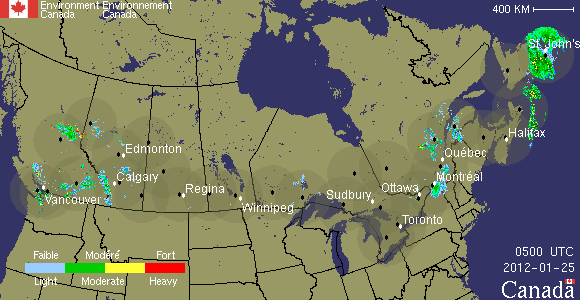 Environment Environnement
Canada Canada
400 KM
St. John's
Halifax
Québec
Montréal
Edmonton
Calgary
Regina
Vancouver
Winnipeg
Sudbury
Ottawa
Toronto
Faible Modéré Fort
Light Moderate Heavy
0500 UTC
2012-01-25
Canada